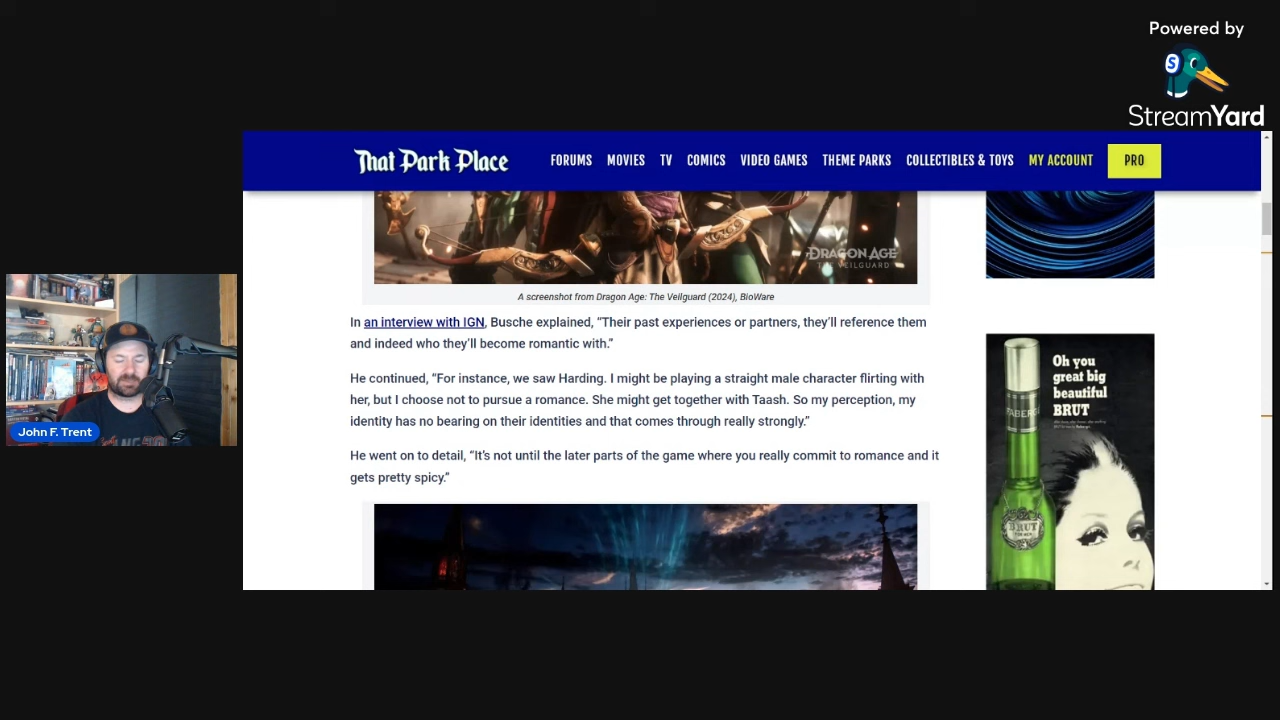 Powered by
S
StreamYard
That Park Place
FORUMS MOVIES TV COMICS VIDEO GAMES THEME PARKS COLLECTIBLES & TOYS MY ACCOUNT PRO
DRAGON AGE
THE VEILGUARD
A screenshot from Dragon Age: The Veilguard (2024), BioWare
In an interview with IGN, Busche explained, “Their past experiences or partners, they’ll reference them
and indeed who they’ll become romantic with.”
He continued, “For instance, we saw Harding. I might be playing a straight male character flirting with
her, but I choose not to pursue a romance. She might get together with Taash. So my perception, my
identity has no bearing on their identities and that comes through really strongly.”
He went on to detail, “It’s not until the later parts of the game where you really commit to romance and it
gets pretty spicy.”
Oh you
great big
beautiful
BRUT
FABERGÉ
BRUT
John F. Trent